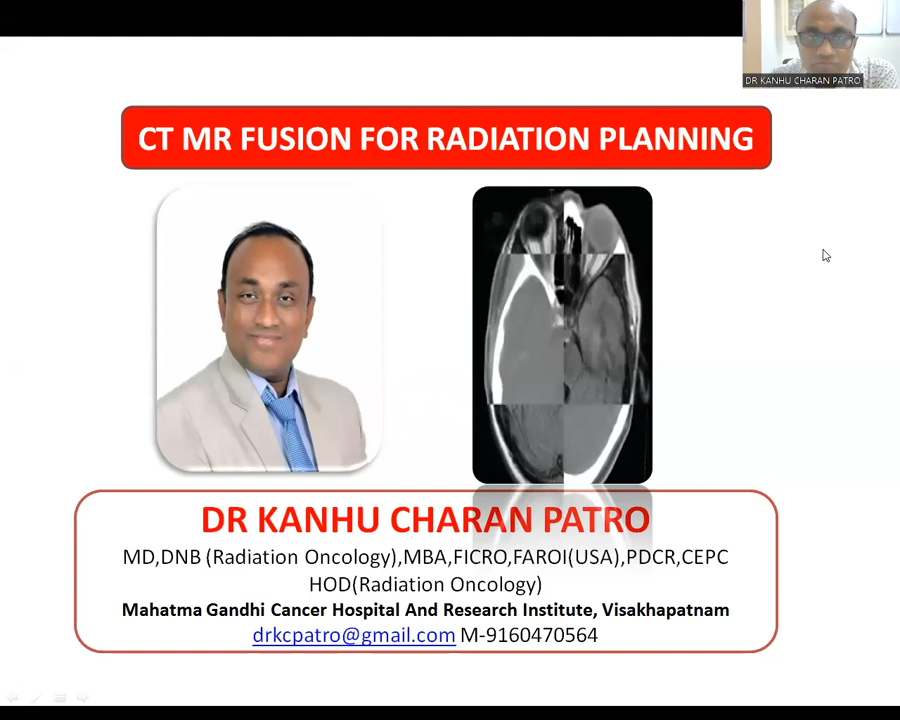 DR KANHU CHARAN PATRO
CT MR FUSION FOR RADIATION PLANNING
DR KANHU CHARAN PATRO
MD,DNB (Radiation Oncology),MBA,FICRO,FAROI(USA),PDCR,CEPC
HOD(Radiation Oncology)
Mahatma Gandhi Cancer Hospital And Research Institute, Visakhapatnam
drkcpatro@gmail.com M-9160470564